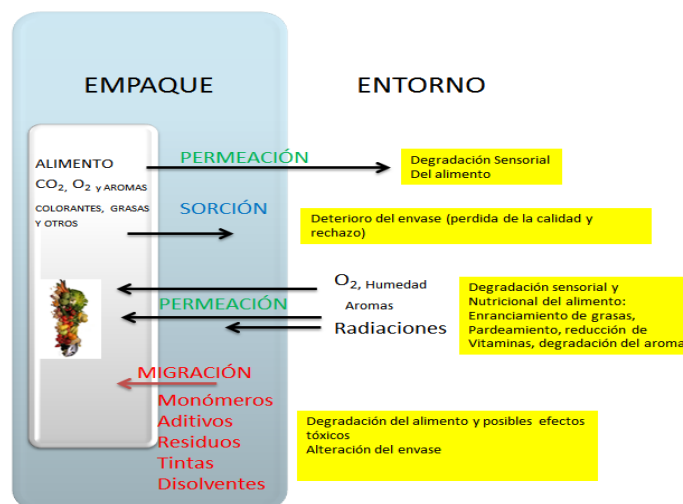 EMPAQUE
ENTORNO
ALIMENTO
CO2, O2 y AROMAS
COLORANTES, GRASAS
Y OTROS
PERMEACIÓN
Degradación Sensorial
Del alimento
SORCIÓN
Deterioro del envase (perdida de la calidad y
rechazo)
O2, Humedad
Aromas
PERMEACIÓN
Radiaciones
Degradación sensorial y
Nutricional del alimento:
Enranciamiento de grasas,
Pardeamiento, reducción de
Vitaminas, degradación del aroma
MIGRACIÓN
Monómeros
Aditivos
Residuos
Tintas
Disolventes
Degradación del alimento y posibles efectos
tóxicos
Alteración del envase